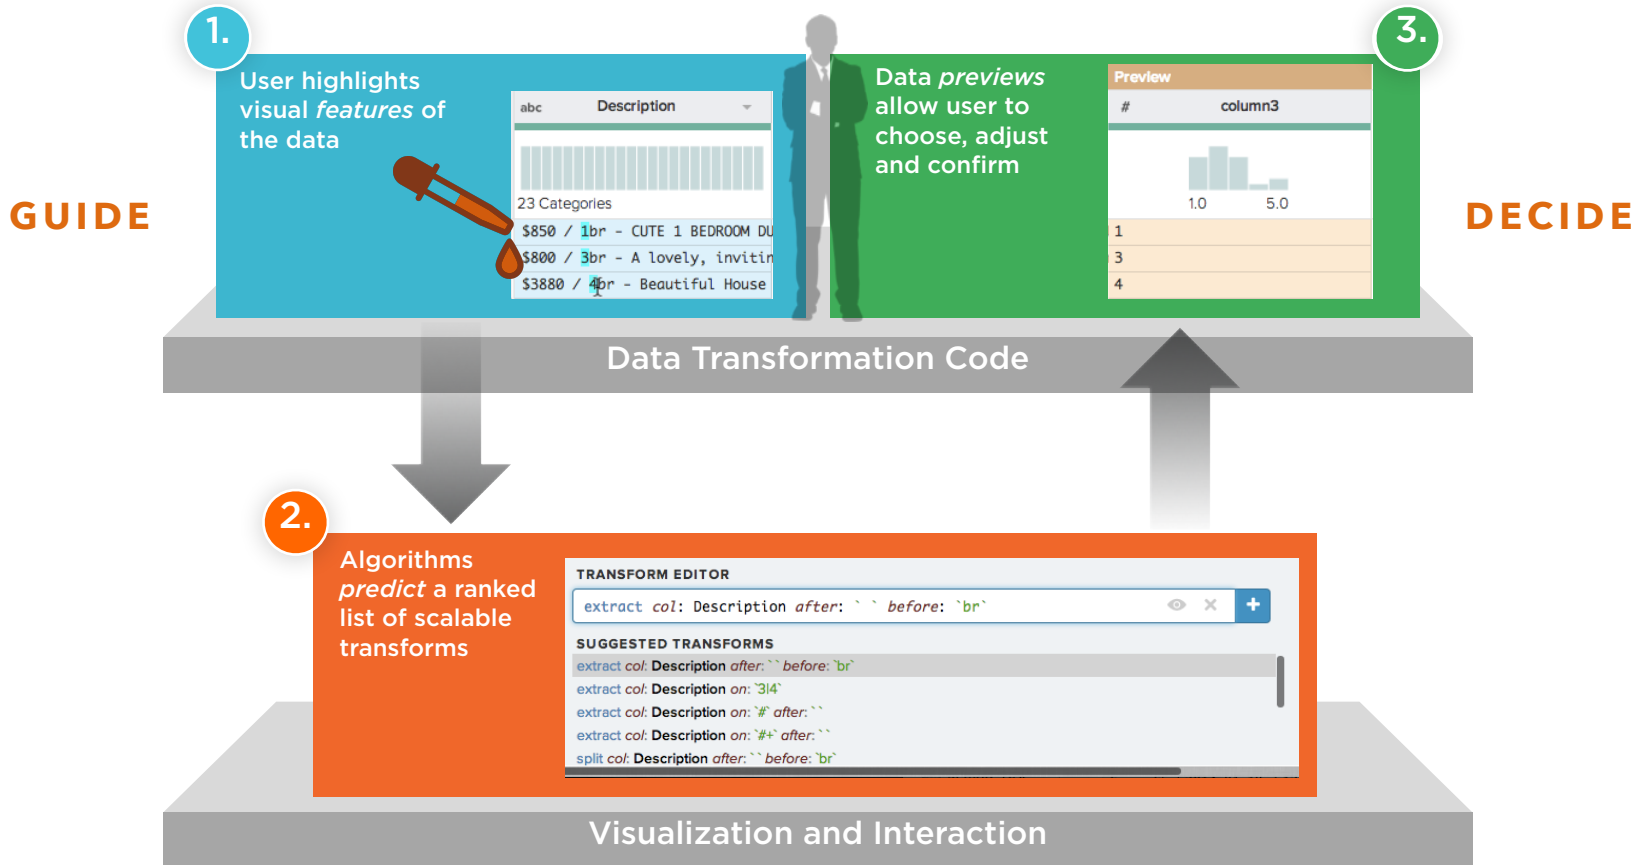 1.
User highlights
visual features of
the data
abc Description
23 Categories
$850 / 1br - CUTE 1 BEDROOM DU
$800 / 3br - A lovely, invitin
$3880 / 4br - Beautiful House
GUIDE
3.
Data previews
allow user to
choose, adjust
and confirm
Preview
# column3
1.0 5.0
1
3
4
DECIDE
Data Transformation Code
2.
Algorithms
predict a ranked
list of scalable
transforms
TRANSFORM EDITOR
extract col: Description after: ` ` before: `br`
+
SUGGESTED TRANSFORMS
extract col: Description after: ` ` before: `br`
extract col: Description on: `3|4`
extract col: Description on: `#` after: ` `
extract col: Description on: `#+` after: ` `
split col: Description after: ` ` before: `br`
Visualization and Interaction